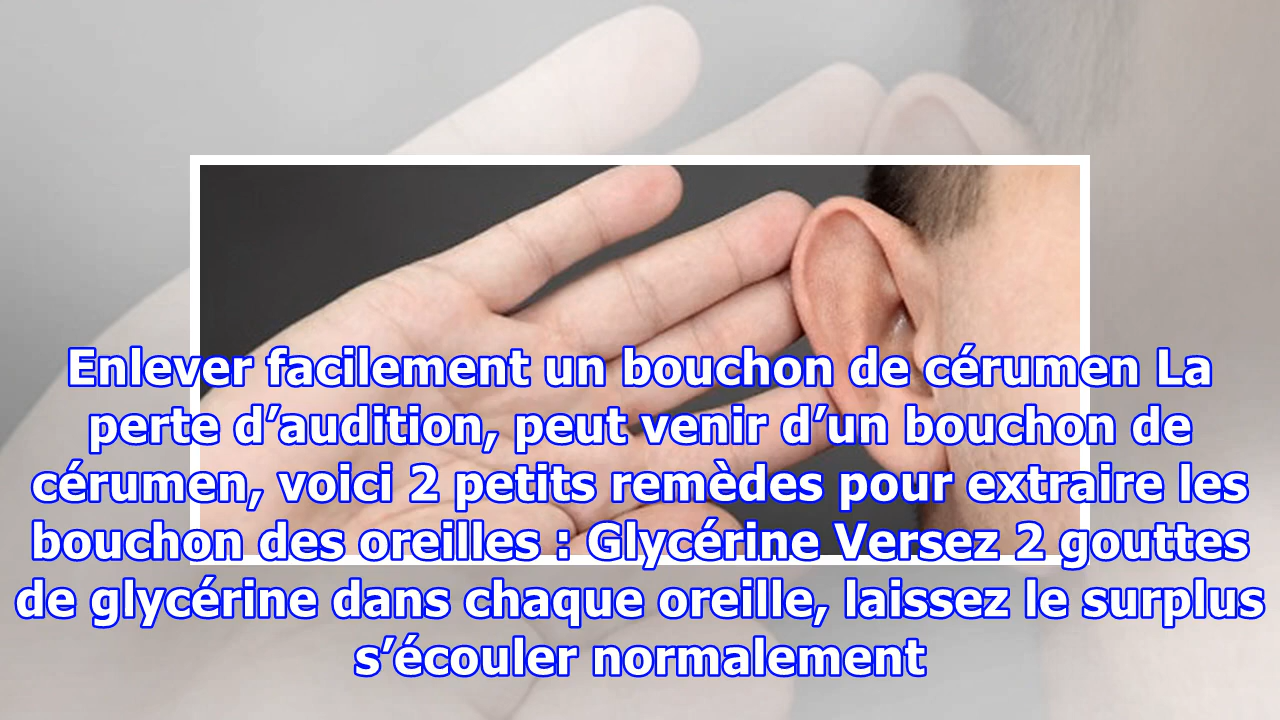 Enlever facilement un bouchon de cérumen La
perte d’audition, peut venir d’un bouchon de
cérumen, voici 2 petits remèdes pour extraire les
bouchon des oreilles : Glycérine Versez 2 gouttes
de glycérine dans chaque oreille, laissez le surplus
s’écouler normalement